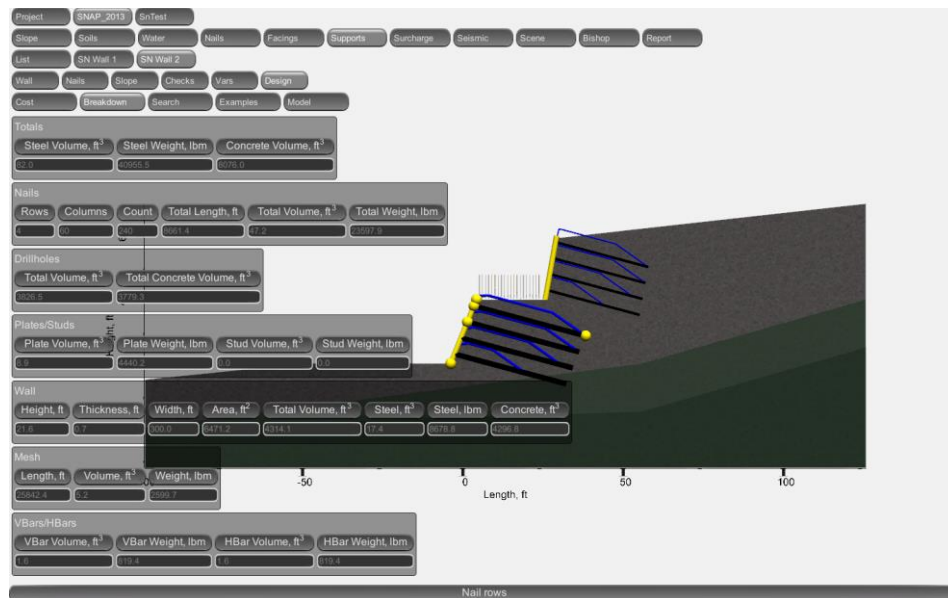 Project SNAP_2013 SnTest
Slope Soils Water Nails Facings Supports Surcharge Seismic Scene Bishop Report
List SN Wall 1 SN Wall 2
Wall Nails Slope Checks Vars Design
Cost Breakdown Search Examples Model
Totals
Steel Volume, ft³ Steel Weight, lbm Concrete Volume, ft³
82.0 40955.5 8076.0
Nails
Rows Columns Count Total Length, ft Total Volume, ft³ Total Weight, lbm
4 60 240 8661.4 47.2 23597.9
Drillholes
Total Volume, ft³ Total Concrete Volume, ft³
3826.5 3779.3
Plates/Studs
Plate Volume, ft³ Plate Weight, lbm Stud Volume, ft³ Stud Weight, lbm
8.9 4440.2 0.0 0.0
Wall
Height, ft Thickness, ft Width, ft Area, ft² Total Volume, ft³ Steel, ft³ Steel, lbm Concrete, ft³
21.6 0.7 300.0 6471.2 4314.1 17.4 8678.8 4296.8
Mesh
Length, ft Volume, ft³ Weight, lbm
25842.4 5.2 2599.7
-50 0 50 100
Length, ft
VBars/HBars
VBar Volume, ft³ VBar Weight, lbm HBar Volume, ft³ HBar Weight, lbm
1.6 819.4 1.6 819.4
Nail rows